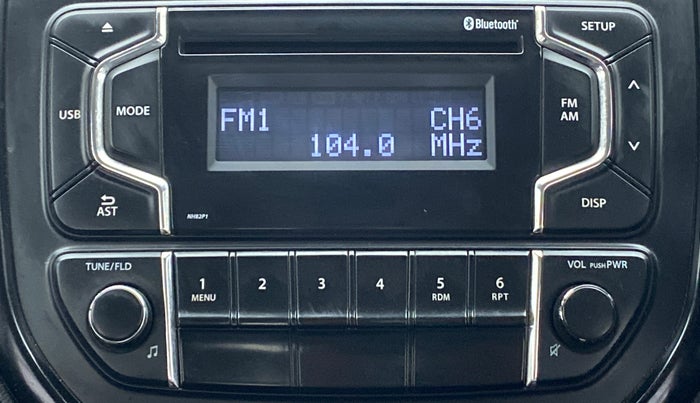 Bluetooth
SETUP
USB
MODE
FM1 CH6
104.0 MHz
FM
AM
AST
DISP
NH82P1
TUNE/FLD
VOL PUSH PWR
1
MENU
2
3
4
5
RDM
6
RPT